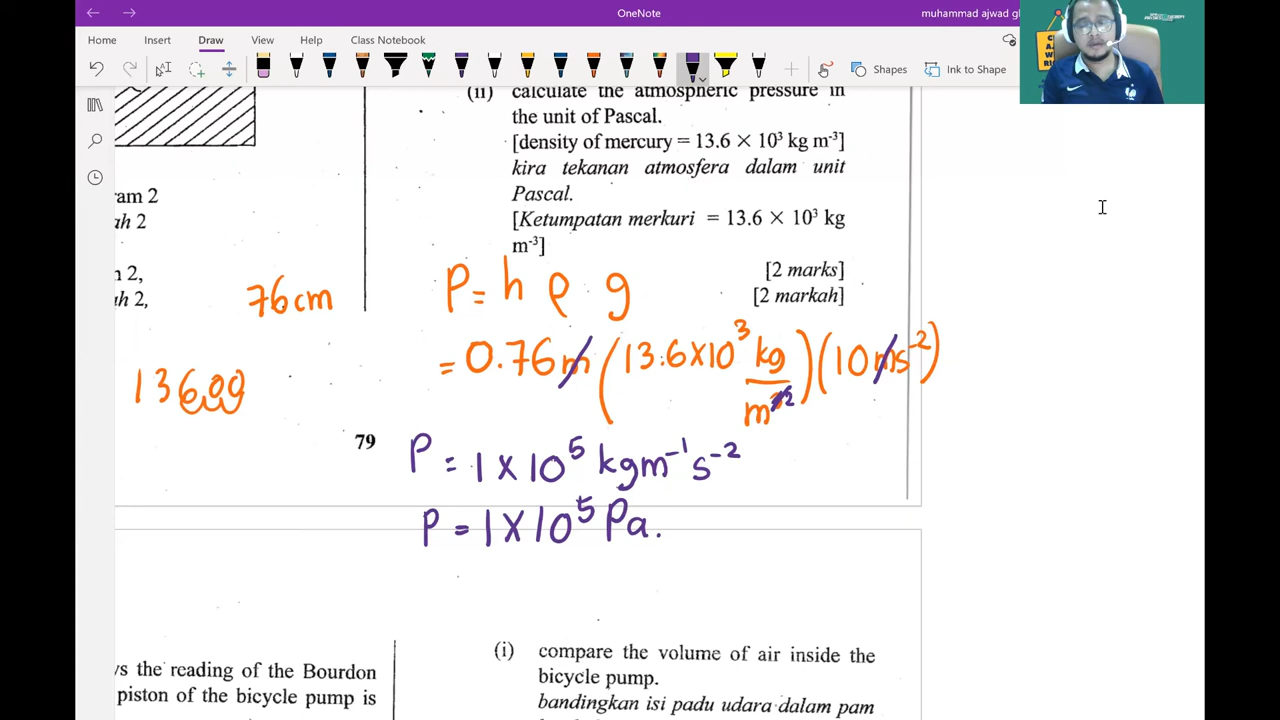 OneNote
muhammad ajwad gh
Home Insert Draw View Help Class Notebook
Shapes Ink to Shape
(ii) calculate the atmospheric pressure in
the unit of Pascal.
[density of mercury = 13.6 × 10³ kg m⁻³]
kira tekanan atmosfera dalam unit
Pascal.
[Ketumpatan merkuri = 13.6 × 10³ kg
m⁻³]
[2 marks]
[2 markah]
ram 2
ah 2
n 2,
ah 2,
76cm
13600
P = h ρ g
= 0.76m (13.6×10³ kg/m³ 2) (10ms⁻²)
79
P = 1 X 10⁵ kgm⁻¹s⁻²
P = 1 X 10⁵ Pa.
(i) compare the volume of air inside the
bicycle pump.
bandingkan isi padu udara dalam pam
vs the reading of the Bourdon
piston of the bicycle pump is